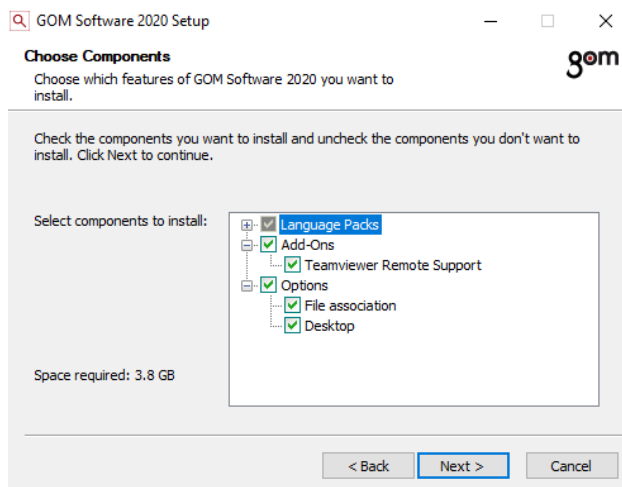 GOM Software 2020 Setup
Choose Components
Choose which features of GOM Software 2020 you want to
install.
gom
Check the components you want to install and uncheck the components you don't want to
install. Click Next to continue.
Select components to install:
Language Packs
Add-Ons
Teamviewer Remote Support
Options
File association
Desktop
Space required: 3.8 GB
< Back
Next >
Cancel